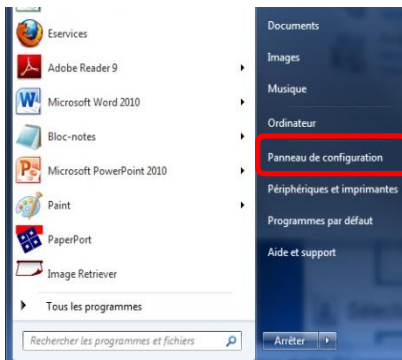 Eservices
Adobe Reader 9
Microsoft Word 2010
Bloc-notes
Microsoft PowerPoint 2010
Paint
PaperPort
Image Retriever
Tous les programmes
Rechercher les programmes et fichiers
Documents
Images
Musique
Ordinateur
Panneau de configuration
Périphériques et imprimantes
Programmes par défaut
Aide et support
Arrêter